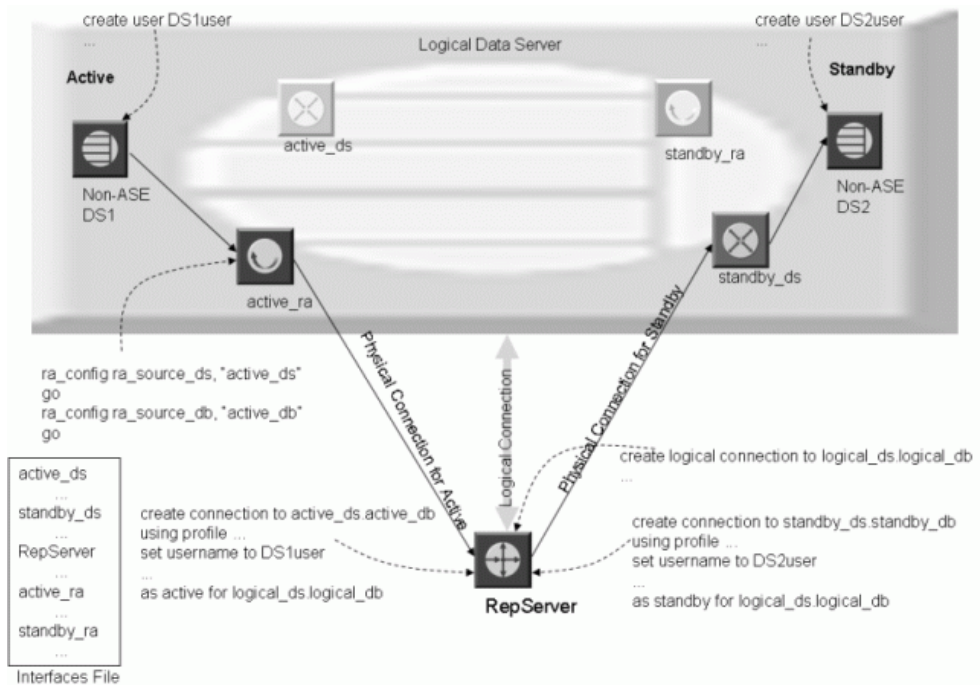 create user DS1user
...
create user DS2user
...
Logical Data Server
Active
Standby
active_ds
standby_ra
Non-ASE
DS1
Non-ASE
DS2
active_ra
standby_ds
Physical Connection for Active
Logical Connection
Physical Connection for Standby
ra_config ra_source_ds, "active_ds"
go
ra_config ra_source_db, "active_db"
go
create logical connection to logical_ds.logical_db
...
active_ds
...
standby_ds
...
RepServer
...
active_ra
...
standby_ra
...
Interfaces File
create connection to active_ds.active_db
using profile ...
set username to DS1user
...
as active for logical_ds.logical_db
create connection to standby_ds.standby_db
using profile ...
set username to DS2user
...
as standby for logical_ds.logical_db
RepServer